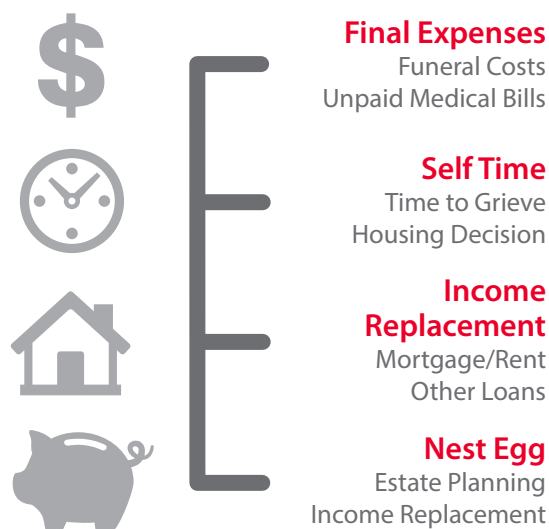 $
Final Expenses
Funeral Costs
Unpaid Medical Bills
Self Time
Time to Grieve
Housing Decision
Income
Replacement
Mortgage/Rent
Other Loans
Nest Egg
Estate Planning
Income Replacement